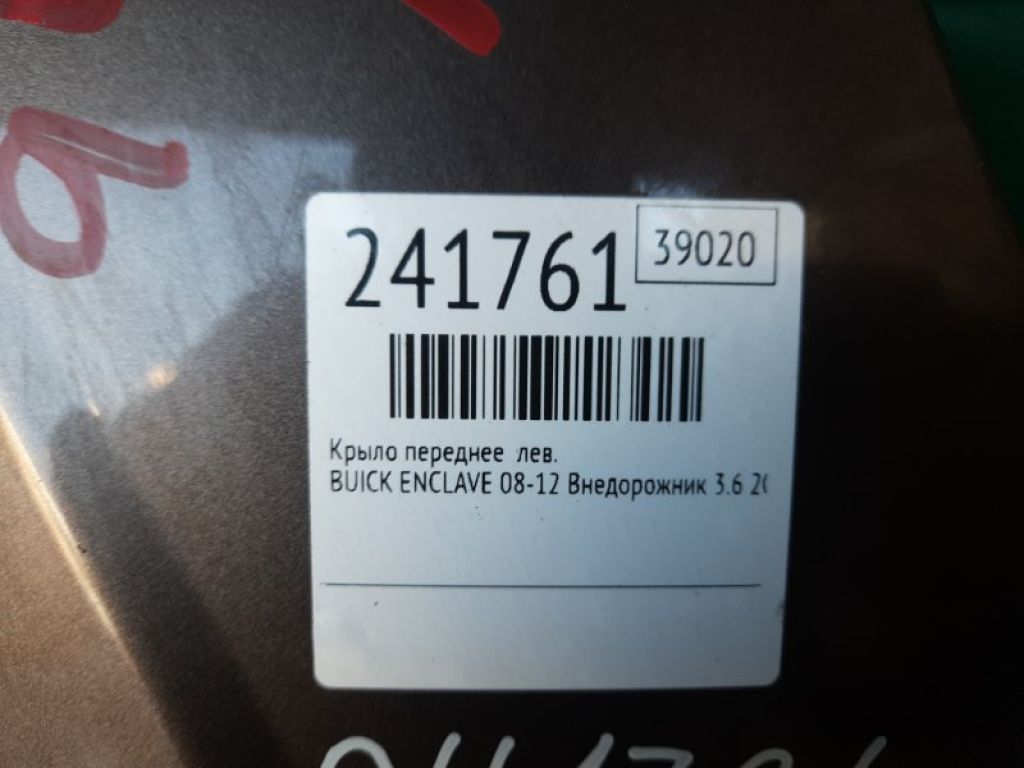 241761
39020
Крыло переднее лев.
BUICK ENCLAVE 08-12 Внедорожник 3.6